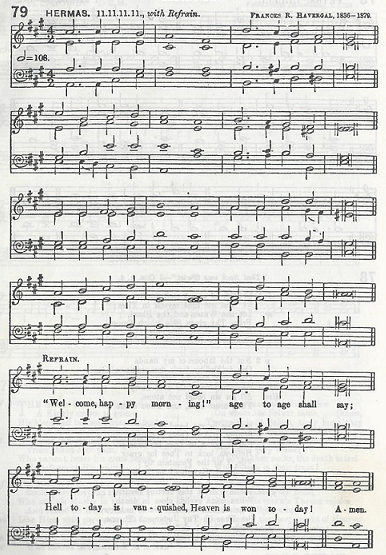 79 HERMAS. 11.11.11.11., with Refrain. FRANCES R. HAVERGAL, 1836–1879.
=108.
REFRAIN.
"Wel - come, hap - py morn - ing!" age to age shall say;
Hell to - day is van - quished, Heaven is won to - day! A - men.